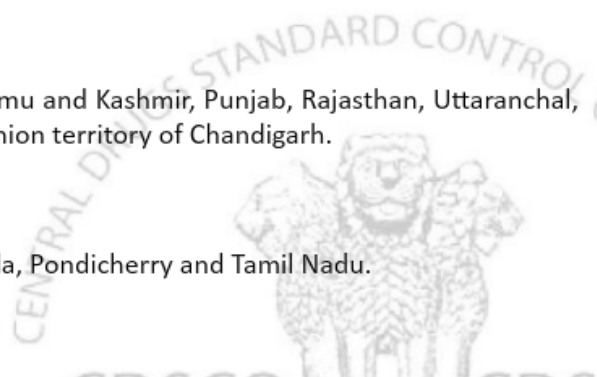 CENTRAL DRUGS STANDARD CONTROL
mu and Kashmir, Punjab, Rajasthan, Uttaranchal,
nion territory of Chandigarh.
la, Pondicherry and Tamil Nadu.